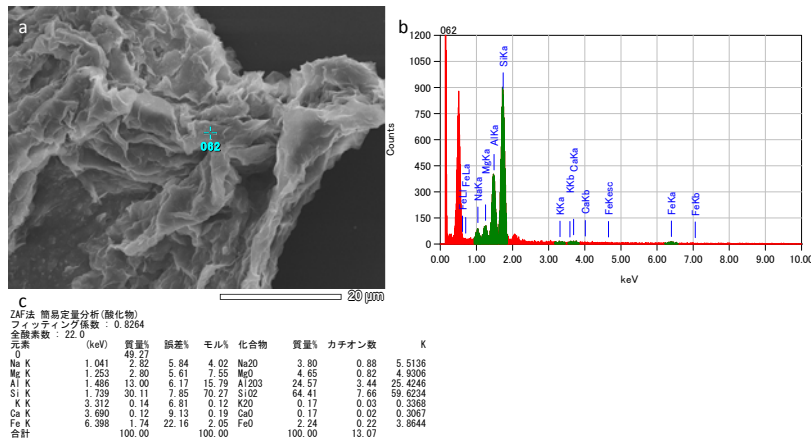 a
062
20 μm
b
062
1200
1050
900
750
600
450
300
150
0
Counts
FeLl
FeLa
NaKa
MgKa
AlKa
SiKa
KKa
KKb
CaKa
CaKb
FeKesc
FeKa
FeKb
0.00 1.00 2.00 3.00 4.00 5.00 6.00 7.00 8.00 9.00 10.00
keV
c
ZAF法 簡易定量分析(酸化物)
フィッティング係数 : 0.8264
全酸素数 : 22.0
元素 (keV) 質量% 誤差% モル% 化合物 質量% カチオン数 K
O 49.27
Na K 1.041 2.82 5.84 4.02 Na2O 3.80 0.88 5.5136
Mg K 1.253 2.80 5.61 7.55 MgO 4.65 0.82 4.9306
Al K 1.486 13.00 6.17 15.79 Al2O3 24.57 3.44 25.4246
Si K 1.739 30.11 7.85 70.27 SiO2 64.41 7.66 59.6234
K K 3.312 0.14 6.81 0.12 K2O 0.17 0.03 0.3368
Ca K 3.690 0.12 9.13 0.19 CaO 0.17 0.02 0.3067
Fe K 6.398 1.74 22.16 2.05 FeO 2.24 0.22 3.8644
合計 100.00 100.00 100.00 13.07